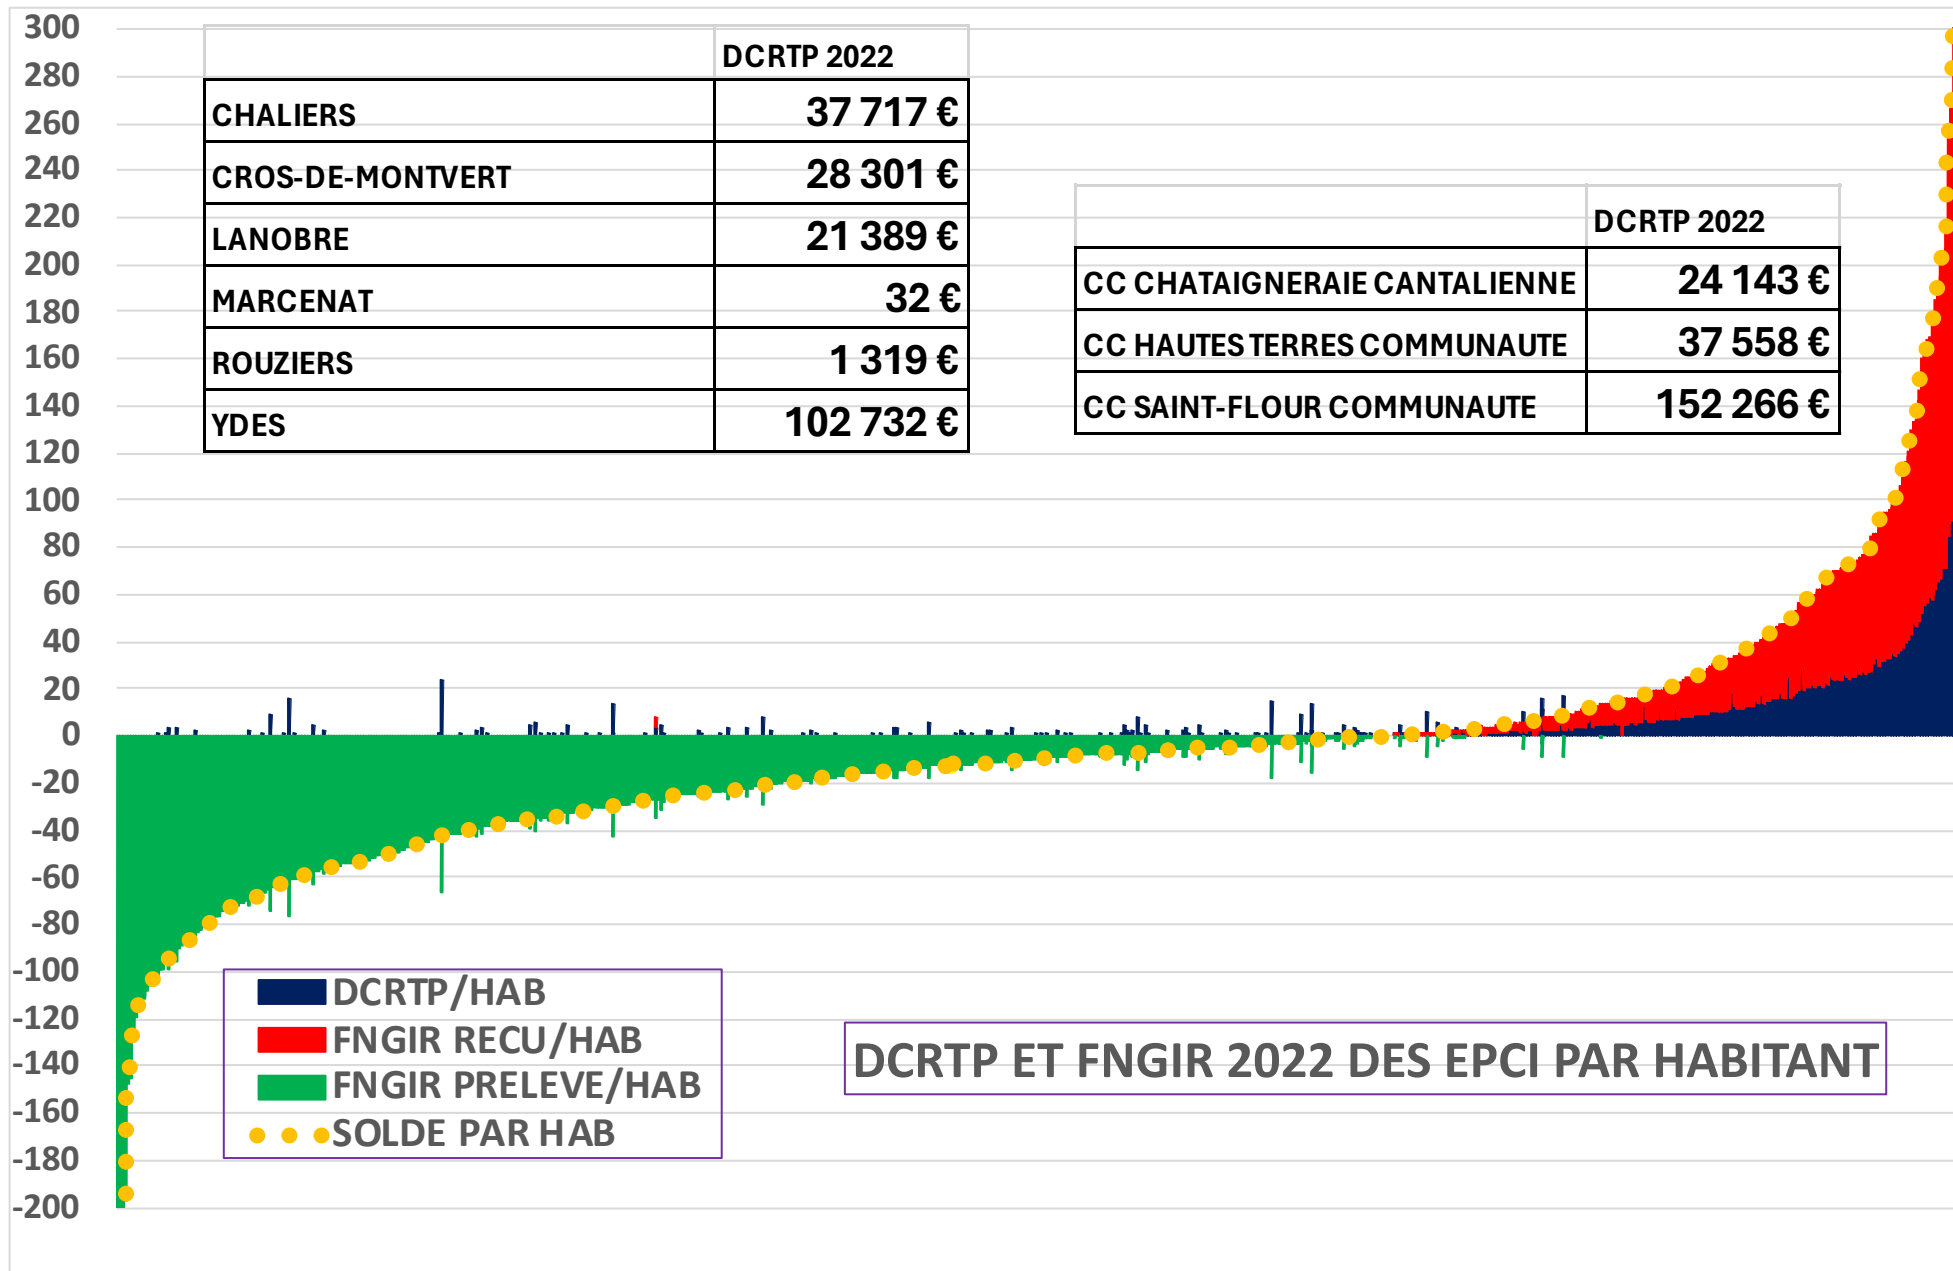 300
280
260
240
220
200
180
160
140
120
100
80
60
40
20
0
-20
-40
-60
-80
-100
-120
-140
-160
-180
-200
DCRTP 2022
CHALIERS 37 717 €
CROS-DE-MONTVERT 28 301 €
LANOBRE 21 389 €
MARCENAT 32 €
ROUZIERS 1 319 €
YDES 102 732 €
DCRTP 2022
CC CHATAIGNERAIE CANTALIENNE 24 143 €
CC HAUTES TERRES COMMUNAUTE 37 558 €
CC SAINT-FLOUR COMMUNAUTE 152 266 €
DCRTP/HAB
FNGIR RECU/HAB
FNGIR PRELEVE/HAB
SOLDE PAR HAB
DCRTP ET FNGIR 2022 DES EPCI PAR HABITANT